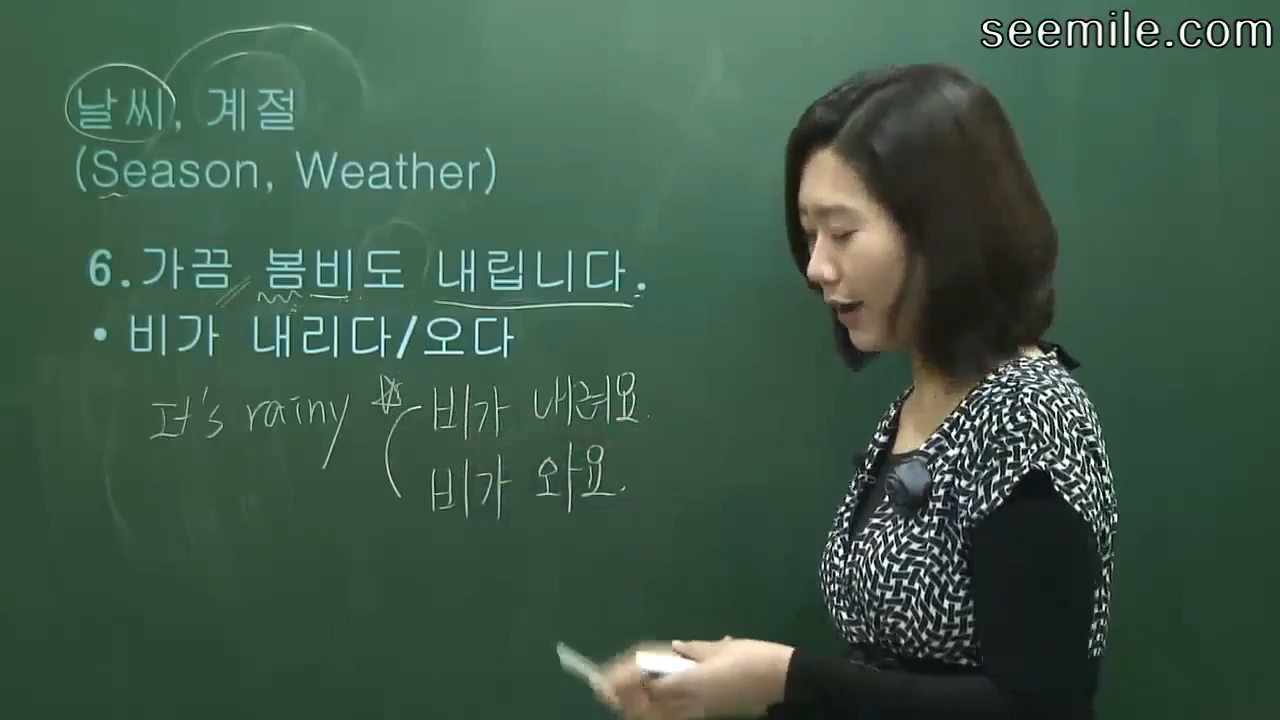 seemile.com
날씨, 계절
(Season, Weather)
6.가끔 봄비도 내립니다.
• 비가 내리다/오다
It's rainy
비가 내려요.
비가 와요.